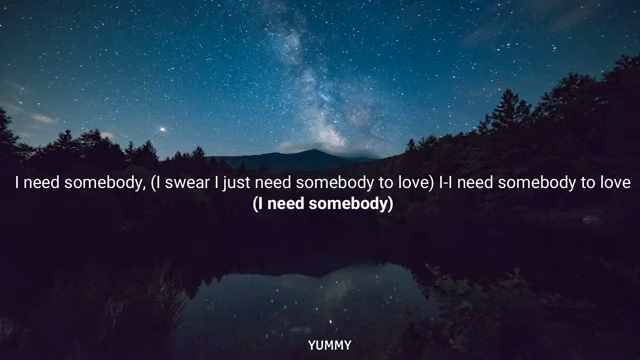 I need somebody, (I swear I just need somebody to love) I-I need somebody to love
(I need somebody)
YUMMY